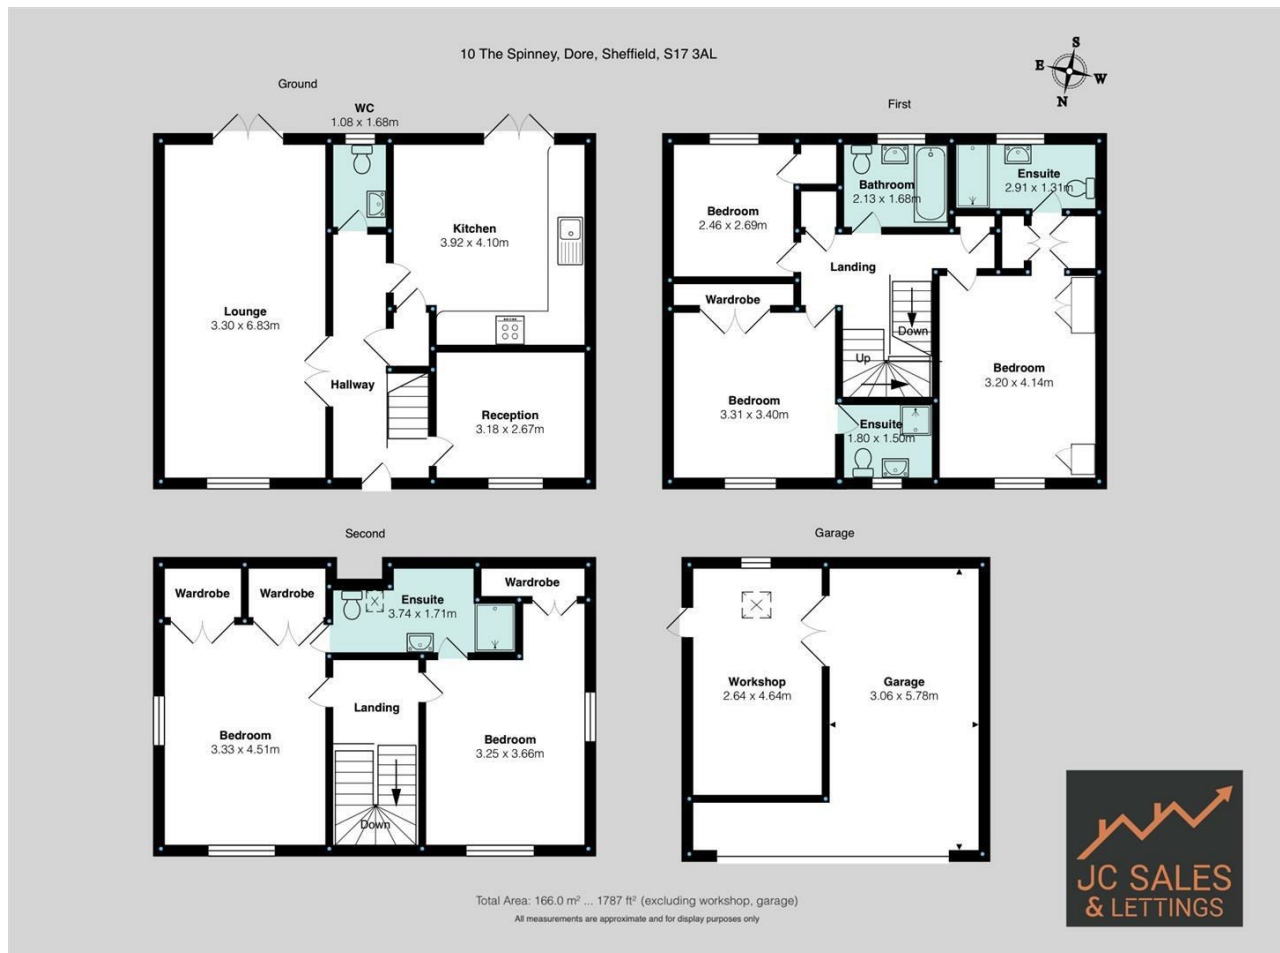 10 The Spinney, Dore, Sheffield, S17 3AL
S
E
W
N
Ground
WC
1.08 x 1.68m
Kitchen
3.92 x 4.10m
Lounge
3.30 x 6.83m
Hallway
Reception
3.18 x 2.67m
First
Bathroom
2.13 x 1.68m
Ensuite
2.91 x 1.31m
Bedroom
2.46 x 2.69m
Landing
Wardrobe
Down
Up
Bedroom
3.20 x 4.14m
Bedroom
3.31 x 3.40m
Ensuite
1.80 x 1.50m
Second
Wardrobe
Wardrobe
Ensuite
3.74 x 1.71m
Wardrobe
Landing
Bedroom
3.33 x 4.51m
Bedroom
3.25 x 3.66m
Down
Garage
Workshop
2.64 x 4.64m
Garage
3.06 x 5.78m
JC SALES
& LETTINGS
Total Area: 166.0 m² ... 1787 ft² (excluding workshop, garage)
All measurements are approximate and for display purposes only